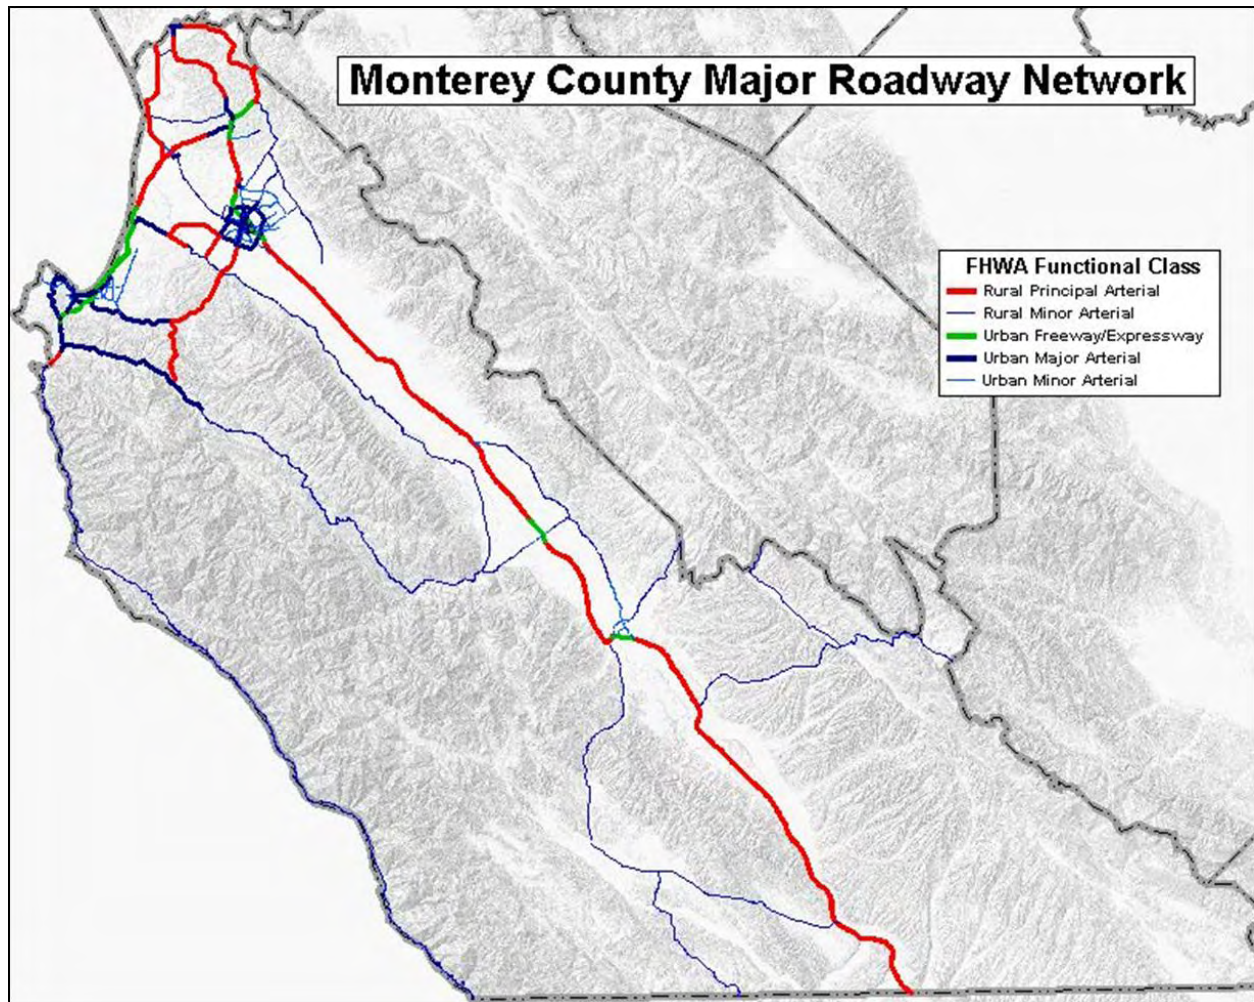 Monterey County Major Roadway Network
FHWA Functional Class
Rural Principal Arterial
Rural Minor Arterial
Urban Freeway/Expressway
Urban Major Arterial
Urban Minor Arterial